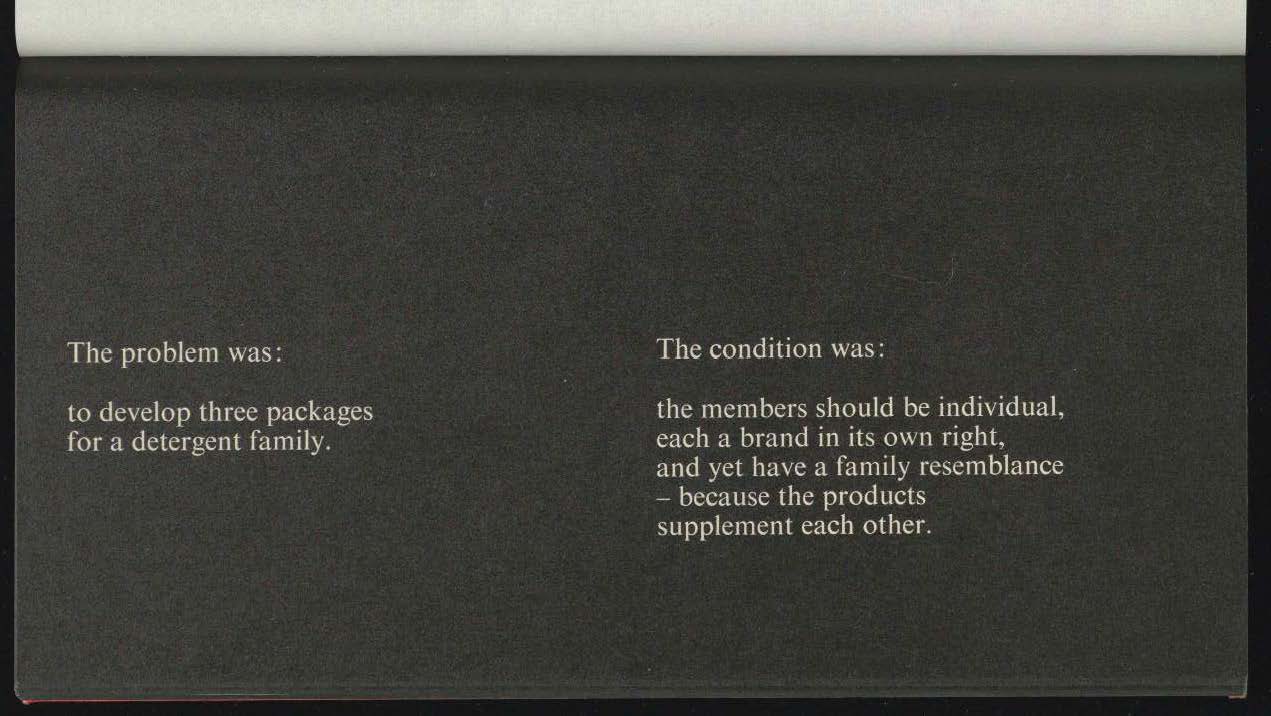 The problem was:
to develop three packages
for a detergent family.
The condition was:
the members should be individual,
each a brand in its own right,
and yet have a family resemblance
– because the products
supplement each other.